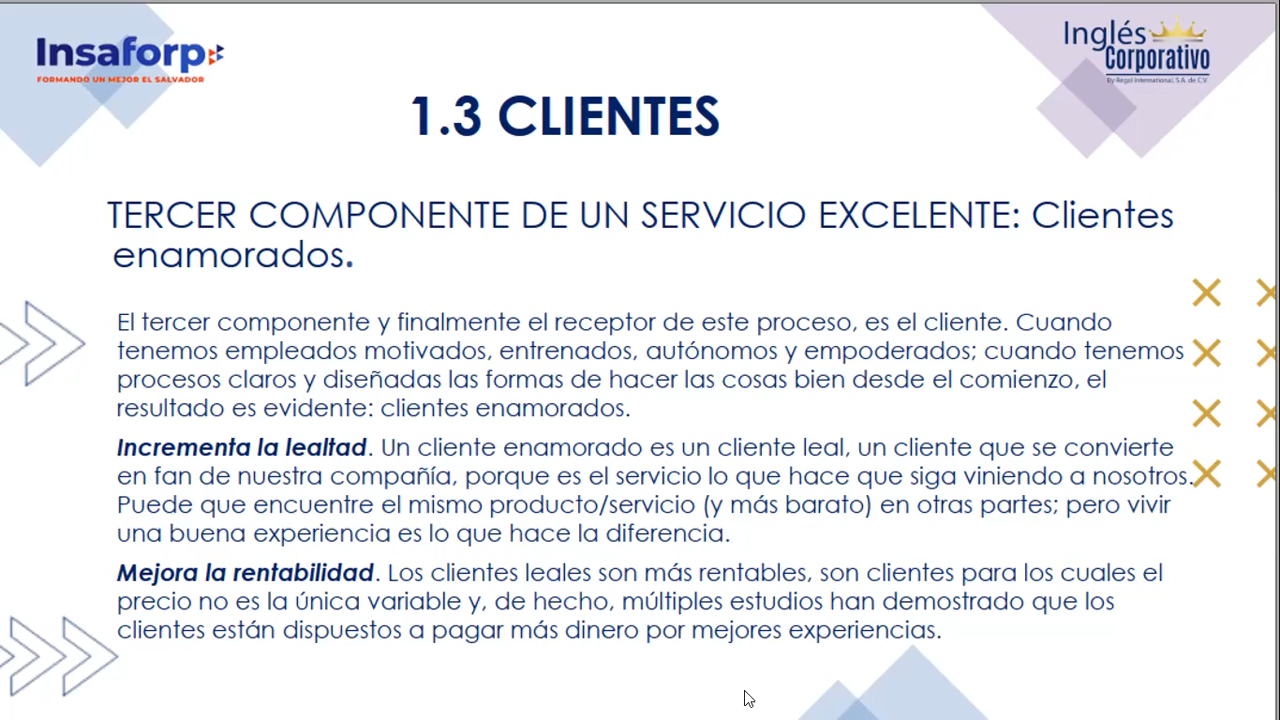 Insaforp
FORMANDO UN MEJOR EL SALVADOR
Inglés
Corporativo
By Regal International, S.A. de C.V.
1.3 CLIENTES
TERCER COMPONENTE DE UN SERVICIO EXCELENTE: Clientes
enamorados.
El tercer componente y finalmente el receptor de este proceso, es el cliente. Cuando
tenemos empleados motivados, entrenados, autónomos y empoderados; cuando tenemos
procesos claros y diseñadas las formas de hacer las cosas bien desde el comienzo, el
resultado es evidente: clientes enamorados.
Incrementa la lealtad. Un cliente enamorado es un cliente leal, un cliente que se convierte
en fan de nuestra compañía, porque es el servicio lo que hace que siga viniendo a nosotros.
Puede que encuentre el mismo producto/servicio (y más barato) en otras partes; pero vivir
una buena experiencia es lo que hace la diferencia.
Mejora la rentabilidad. Los clientes leales son más rentables, son clientes para los cuales el
precio no es la única variable y, de hecho, múltiples estudios han demostrado que los
clientes están dispuestos a pagar más dinero por mejores experiencias.